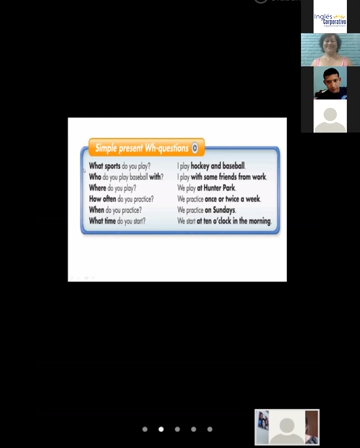 Inglés
Corporativo
Simple present Wh-questions
What sports do you play? I play hockey and baseball.
Who do you play baseball with? I play with some friends from work.
Where do you play? We play at Hunter Park.
How often do you practice? We practice once or twice a week.
When do you practice? We practice on Sundays.
What time do you start? We start at ten o'clock in the morning.